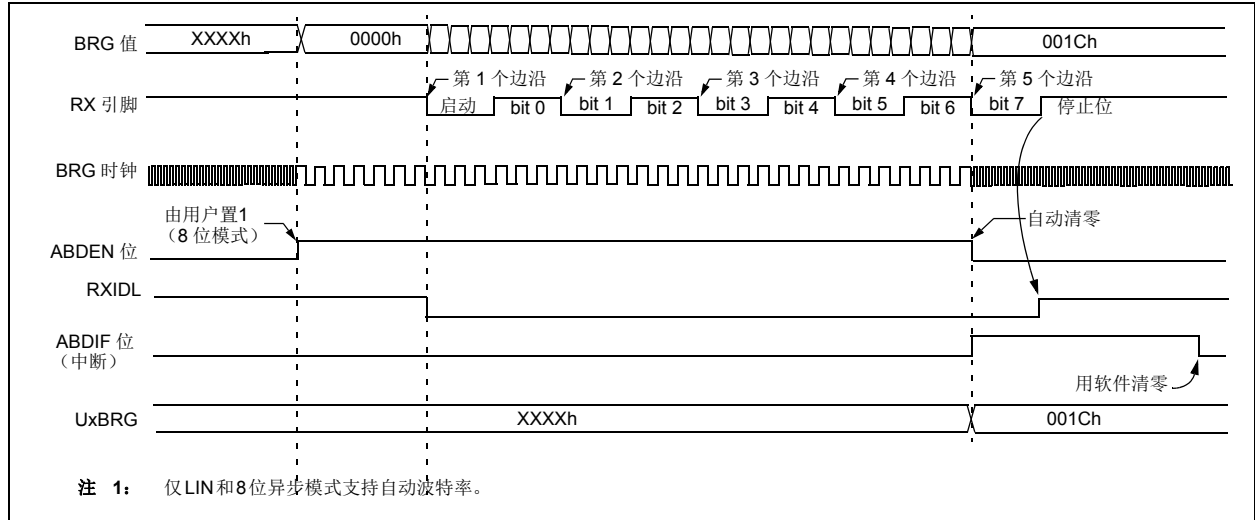 BRG 值 XXXXh 0000h 001Ch
第 1 个边沿 第 2 个边沿 第 3 个边沿 第 4 个边沿 第 5 个边沿
RX 引脚 启动 bit 0 bit 1 bit 2 bit 3 bit 4 bit 5 bit 6 bit 7 停止位
BRG 时钟
由用户置1
（8 位模式）
自动清零
ABDEN 位
RXIDL
ABDIF 位
（中断）
用软件清零
UxBRG XXXXh 001Ch
注 1： 仅LIN和8位异步模式支持自动波特率。